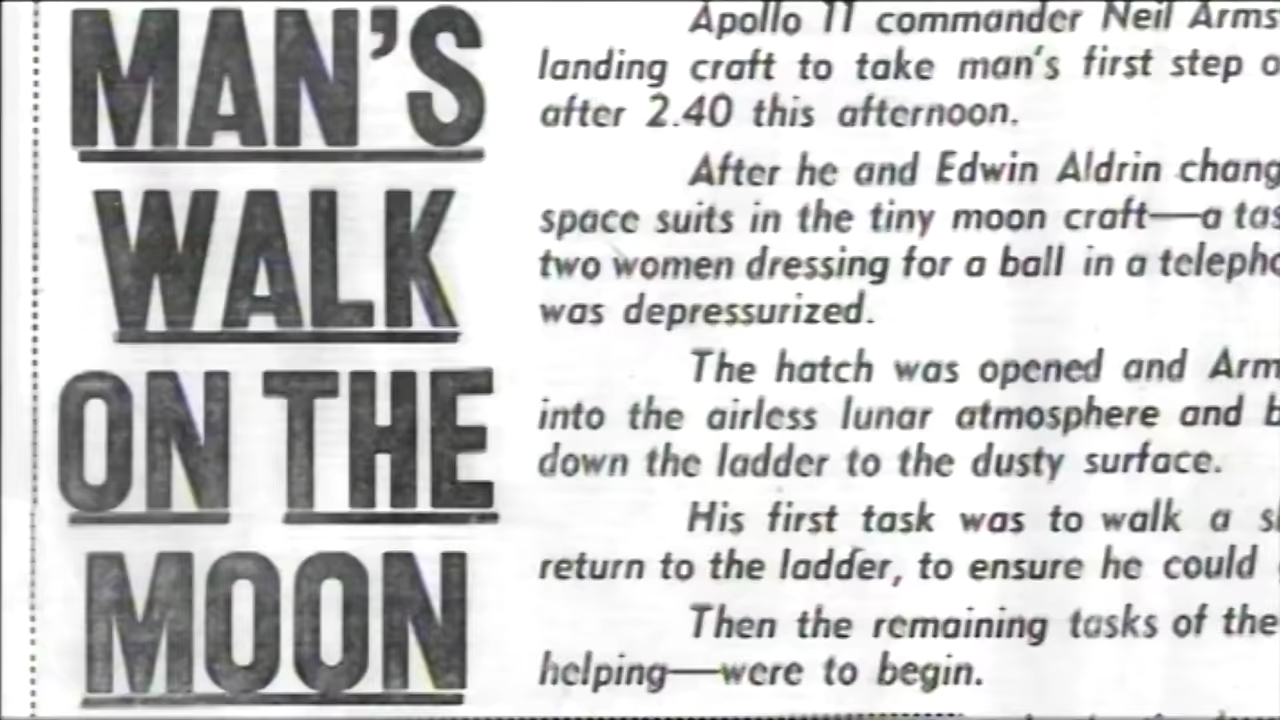 MAN'S
WALK
ON THE
MOON
Apollo 11 commander Neil Arms
landing craft to take man's first step o
after 2.40 this afternoon.
After he and Edwin Aldrin chang
space suits in the tiny moon craft—a tas
two women dressing for a ball in a telepho
was depressurized.
The hatch was opened and Arm
into the airless lunar atmosphere and b
down the ladder to the dusty surface.
His first task was to walk a s
return to the ladder, to ensure he could
Then the remaining tasks of the
helping—were to begin.